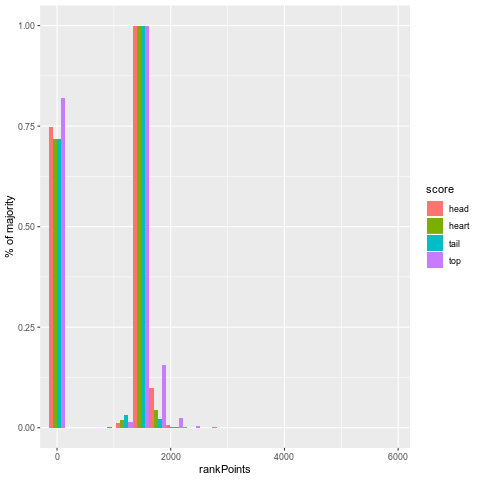 1.00
0.75
0.50
0.25
0.00
% of majority
0
2000
4000
6000
rankPoints
score
head
heart
tail
top